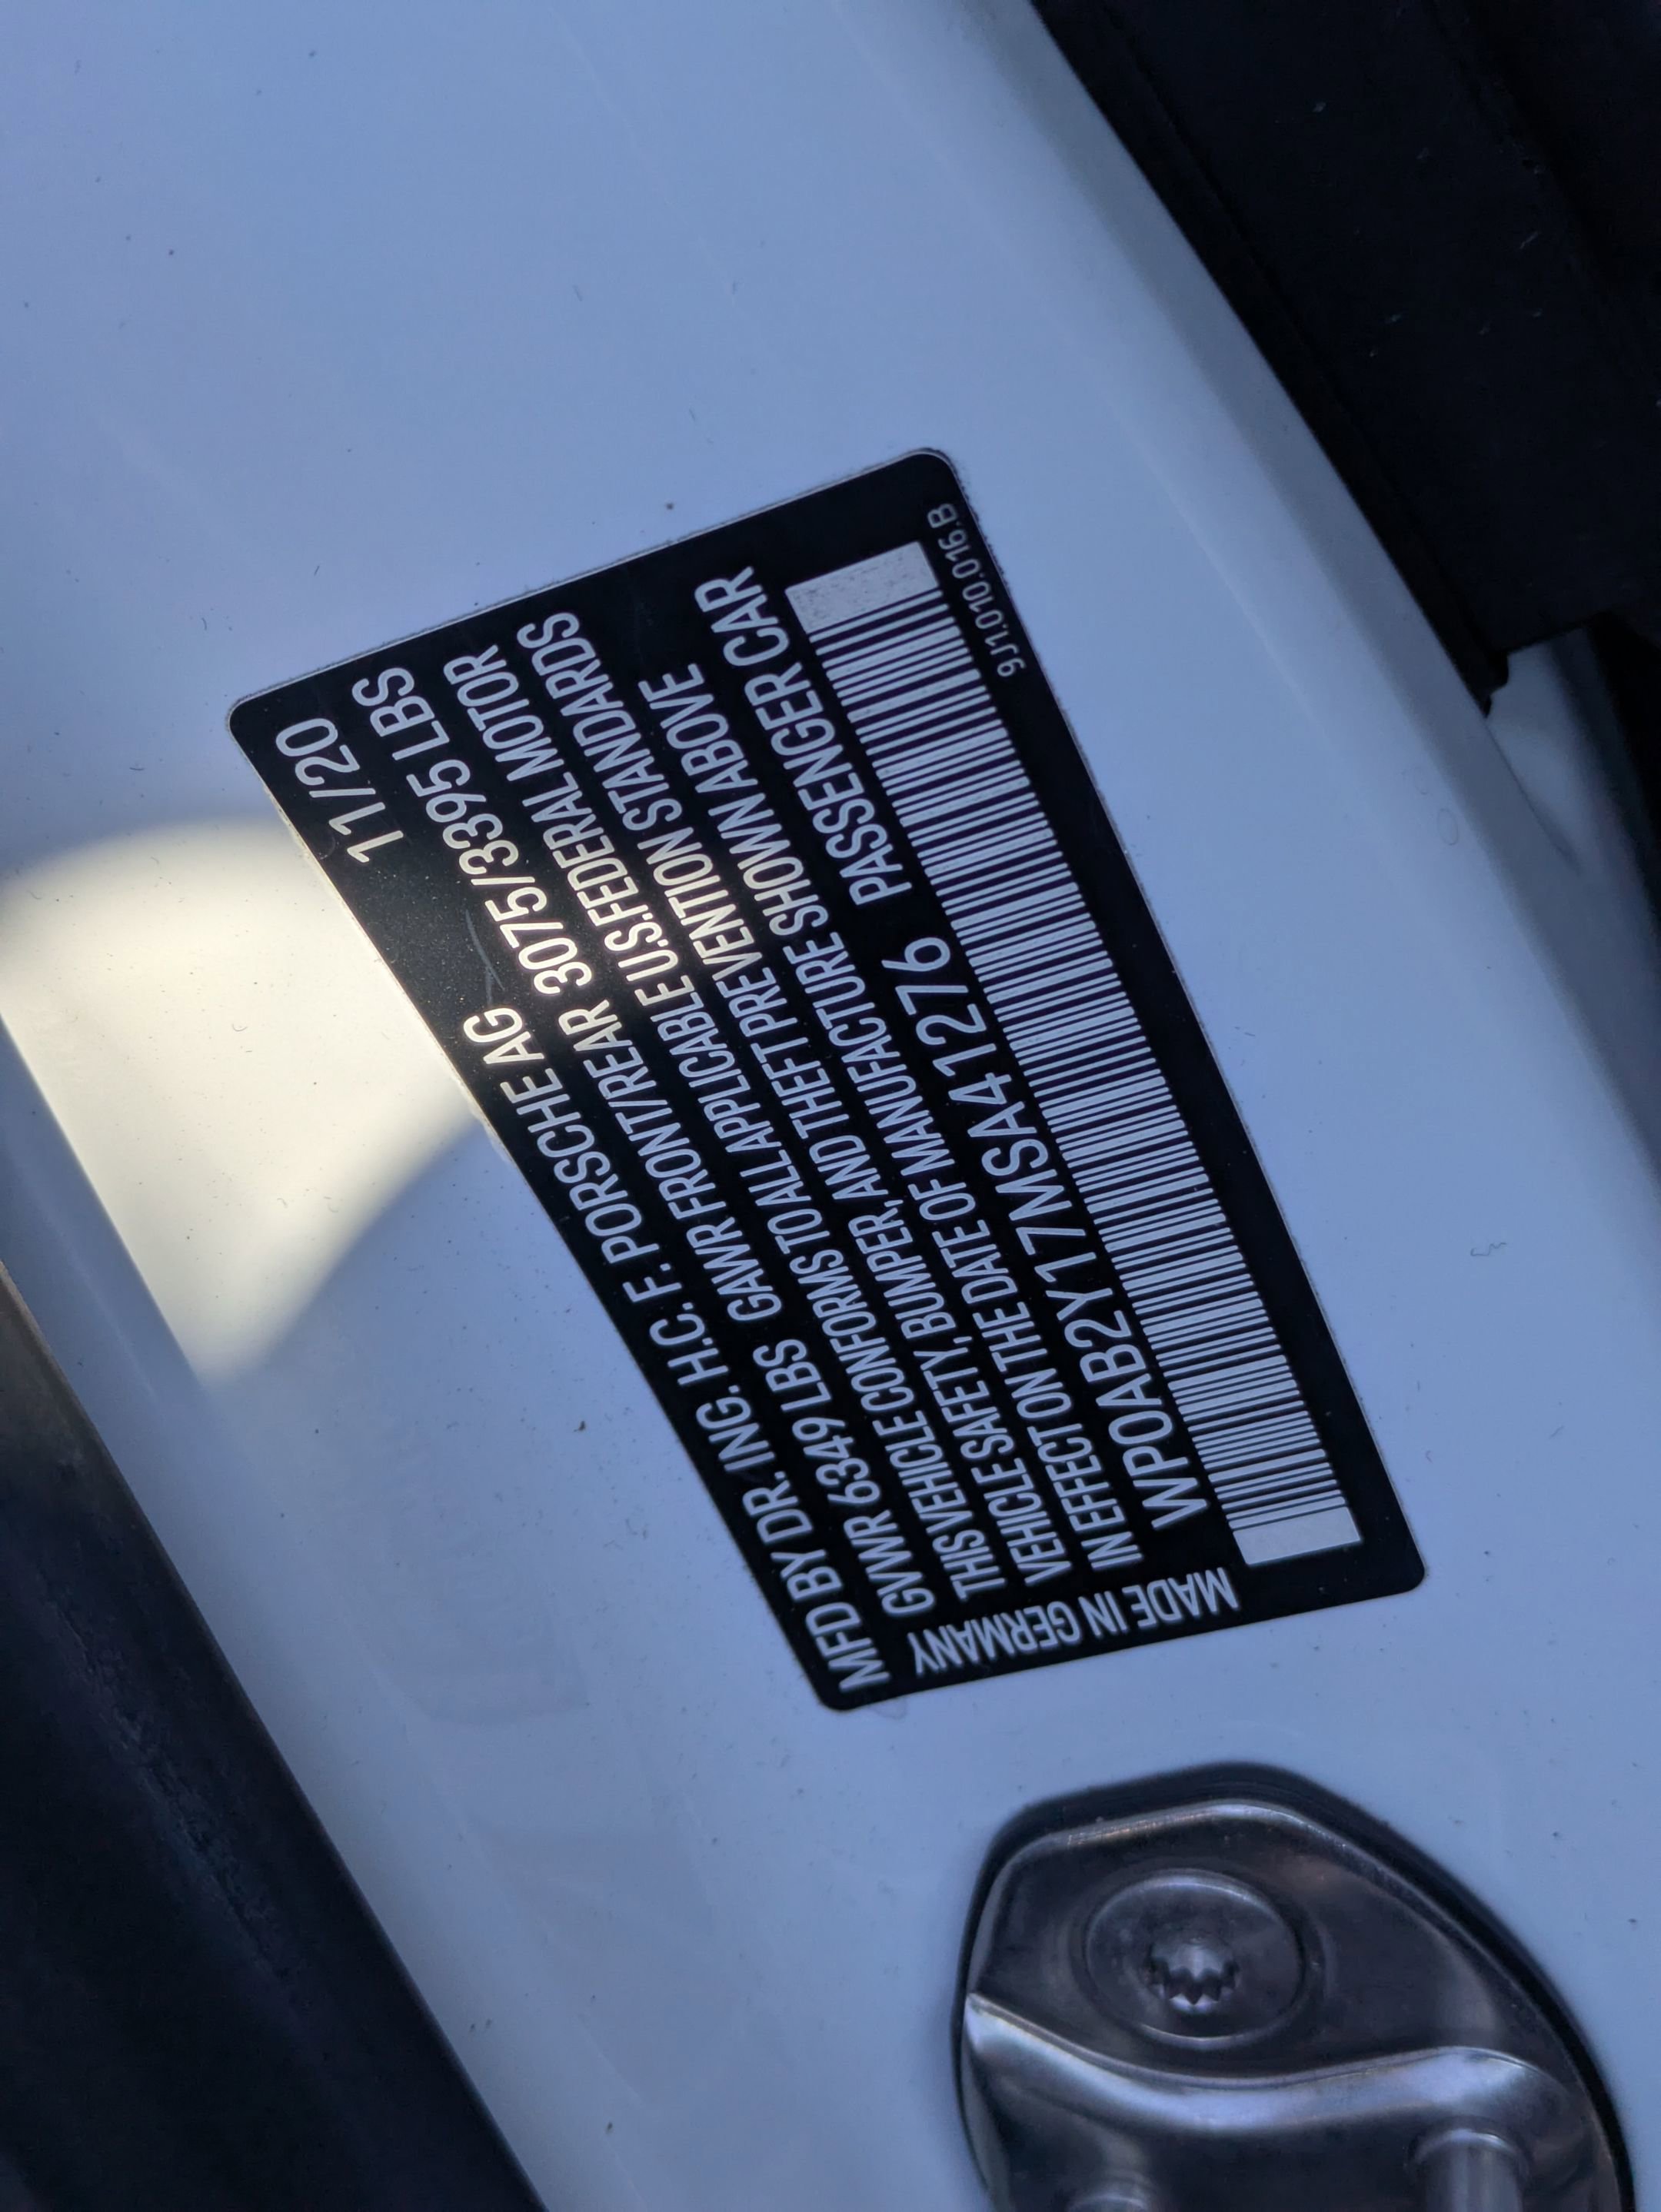 MFD BY DR. ING. H.C. F. PORSCHE AG 11/20
GVWR 6349 LBS GAWR FRONT/REAR 3075/3395 LBS
THIS VEHICLE CONFORMS TO ALL APPLICABLE U.S.FEDERAL MOTOR
VEHICLE SAFETY, BUMPER, AND THEFT PREVENTION STANDARDS
IN EFFECT ON THE DATE OF MANUFACTURE SHOWN ABOVE
WP0AB2Y17MSA41276 PASSENGER CAR
9J1.010.016.B
MADE IN GERMANY